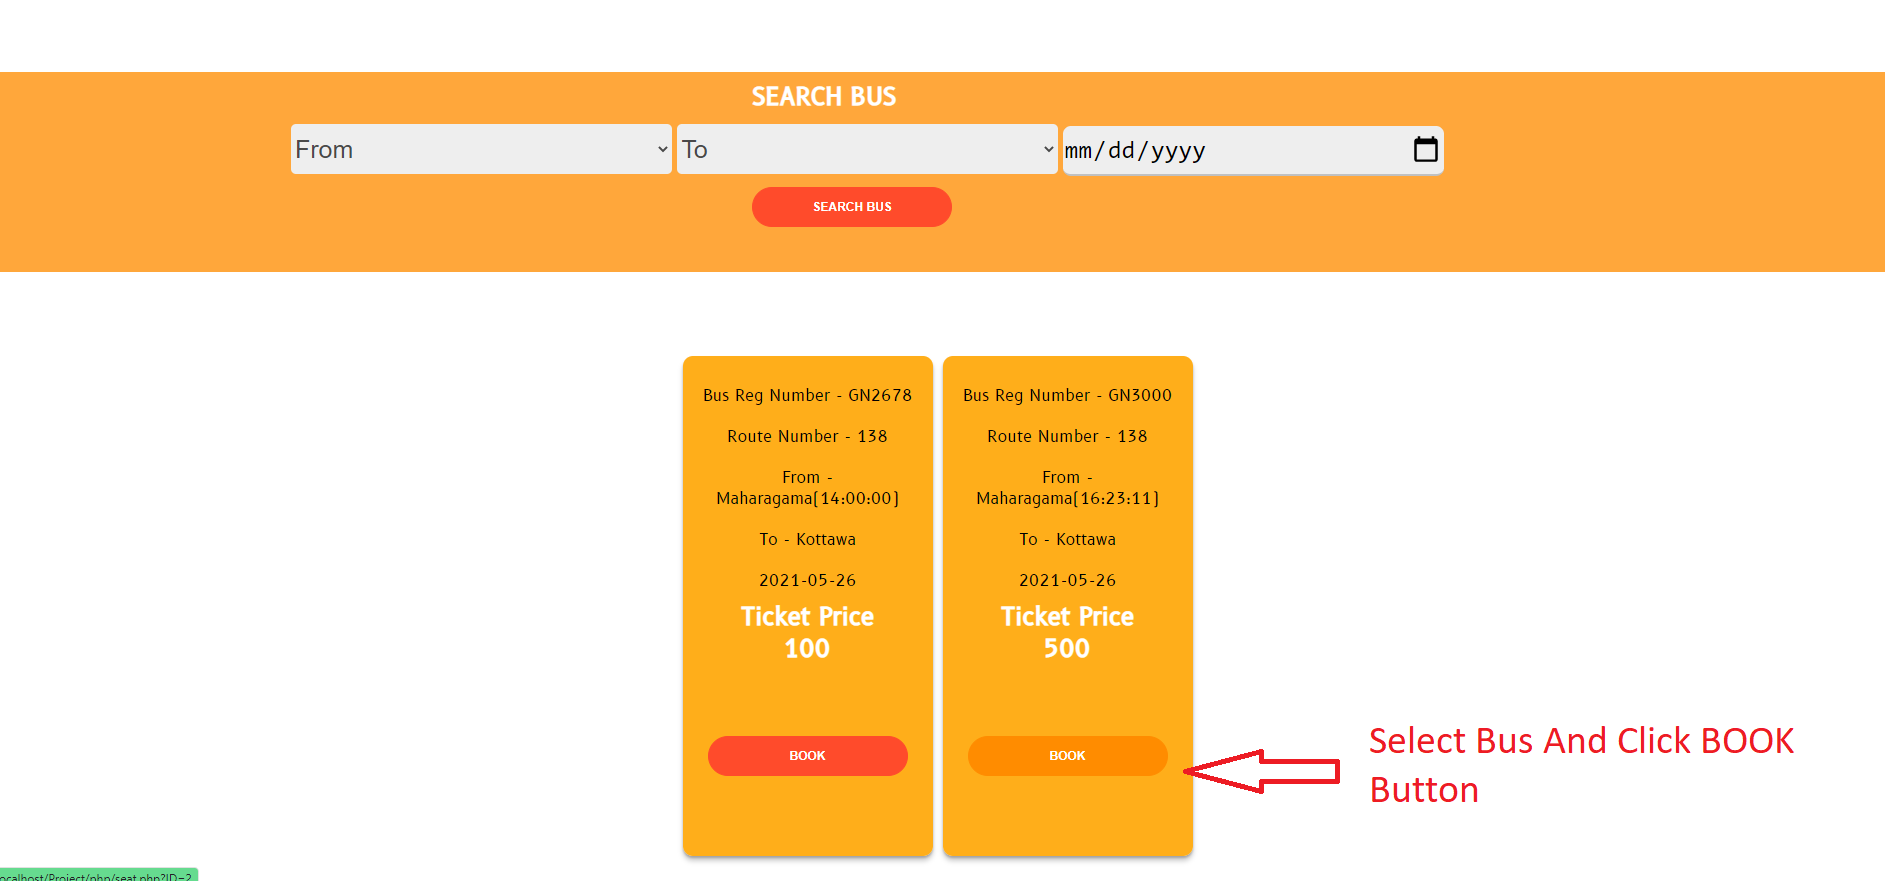 SEARCH BUS
From
To
mm/dd/yyyy
SEARCH BUS
Bus Reg Number - GN2678
Route Number - 138
From -
Maharagama(14:00:00)
To - Kottawa
2021-05-26
Ticket Price
100
BOOK
Bus Reg Number - GN3000
Route Number - 138
From -
Maharagama(16:23:11)
To - Kottawa
2021-05-26
Ticket Price
500
BOOK
Select Bus And Click BOOK
Button
ocalhost/Project/php/seat.php?ID=2